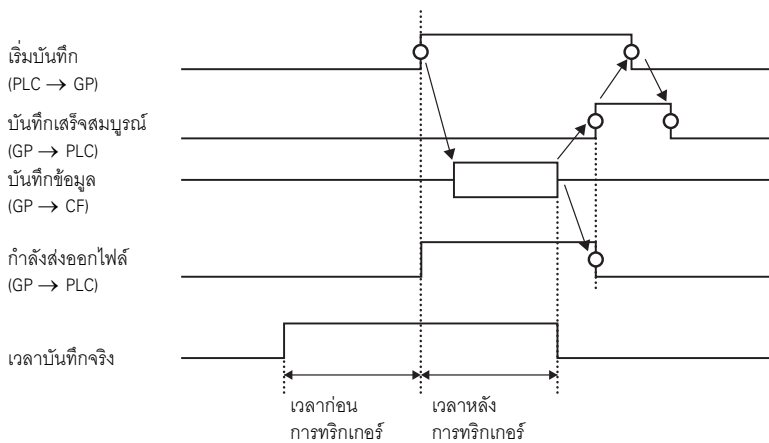 เริ่มบันทึก
(PLC → GP)
บันทึกเสร็จสมบูรณ์
(GP → PLC)
บันทึกข้อมูล
(GP → CF)
กำลังส่งออกไฟล์
(GP → PLC)
เวลาบันทึกจริง
เวลาก่อน
การทริกเกอร์
เวลาหลัง
การทริกเกอร์